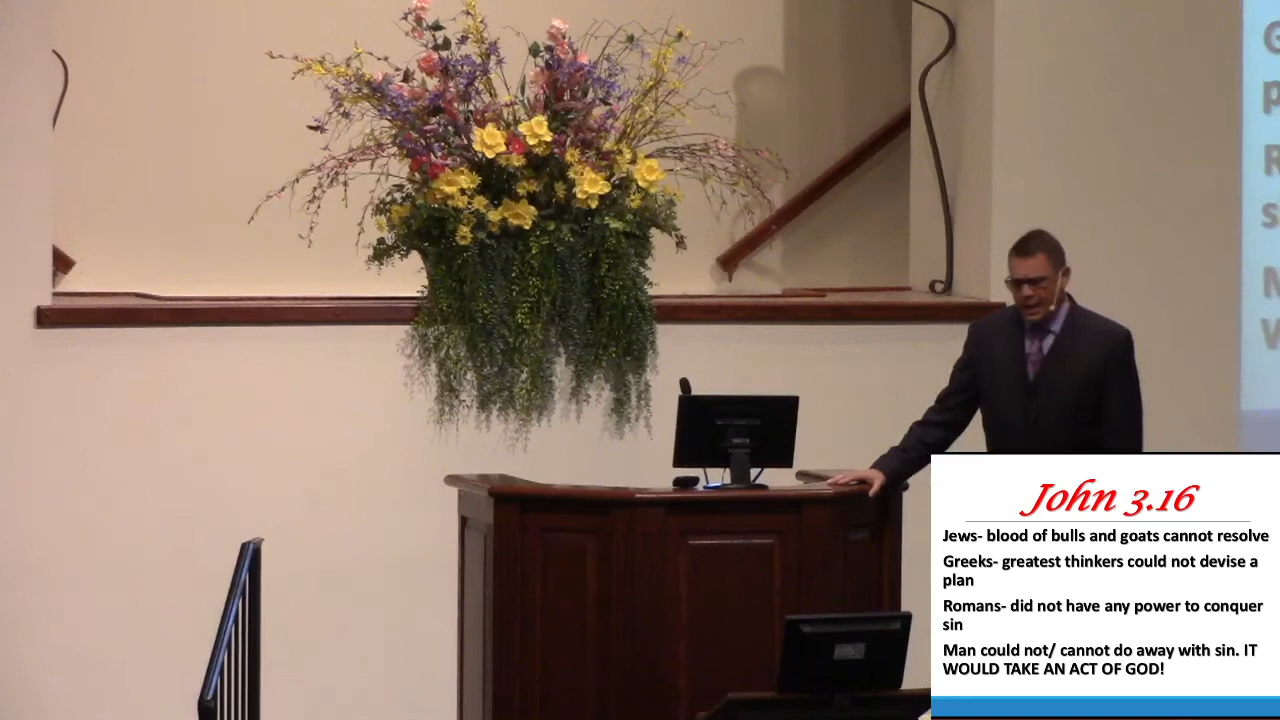 John 3.16
Jews- blood of bulls and goats cannot resolve
Greeks- greatest thinkers could not devise a
plan
Romans- did not have any power to conquer
sin
Man could not/ cannot do away with sin. IT
WOULD TAKE AN ACT OF GOD!